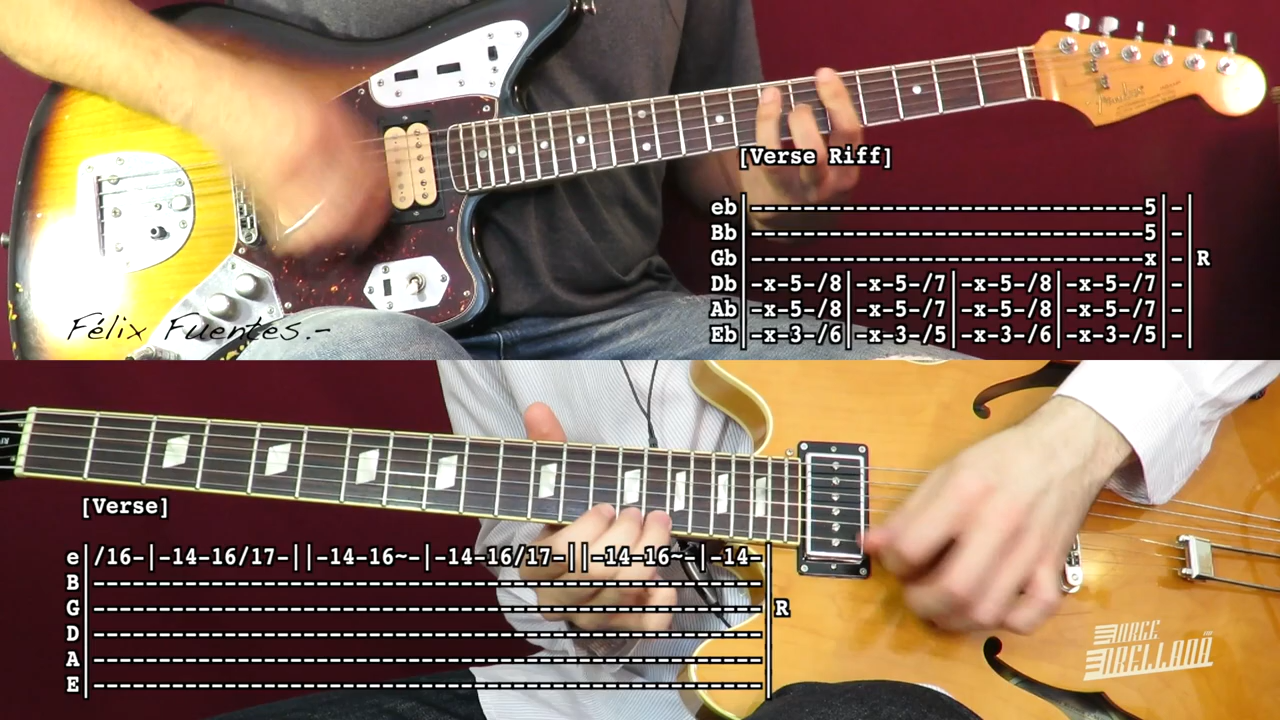 [Verse Riff]
eb|------------------------------5|-|
Bb|------------------------------5|-|
Gb|------------------------------x|-| R
Db|-x-5-/8|-x-5-/7|-x-5-/8|-x-5-/7|-|
Ab|-x-5-/8|-x-5-/7|-x-5-/8|-x-5-/7|-|
Eb|-x-3-/6|-x-3-/5|-x-3-/6|-x-3-/5|-|
Félix Fuentes.-
[Verse]
e|/16-|-14-16/17-||-14-16~-|-14-16/17-||-14-16~-|-14-|
B|----------------------------------------------------|
G|----------------------------------------------------| R
D|----------------------------------------------------|
A|----------------------------------------------------|
E|----------------------------------------------------|
JORGE
ORELLANA